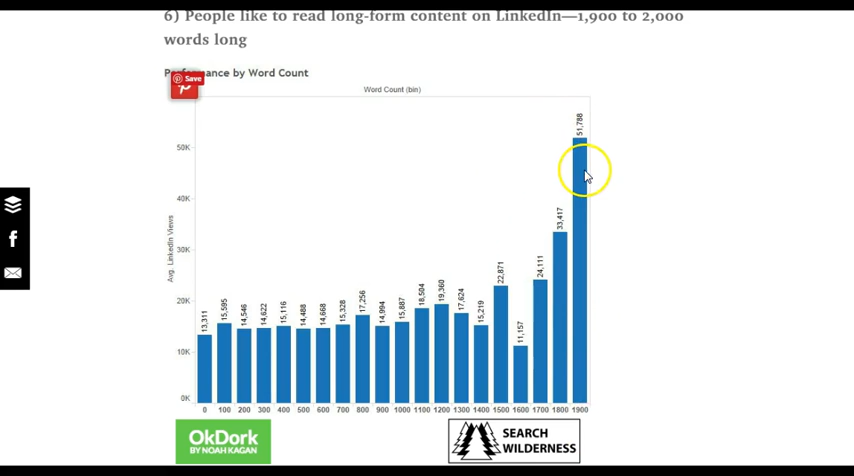 6) People like to read long-form content on LinkedIn—1,900 to 2,000
words long
Performance by Word Count
Save
Word Count (bin)
Avg. LinkedIn Views
50K
40K
30K
20K
10K
0K
13,311
15,595
14,546
14,622
15,116
14,488
14,668
15,328
17,256
14,994
15,887
18,504
19,360
17,624
15,219
22,871
11,157
24,111
33,417
51,788
0 100 200 300 400 500 600 700 800 900 1000 1100 1200 1300 1400 1500 1600 1700 1800 1900
OkDork
BY NOAH KAGAN
SEARCH
WILDERNESS